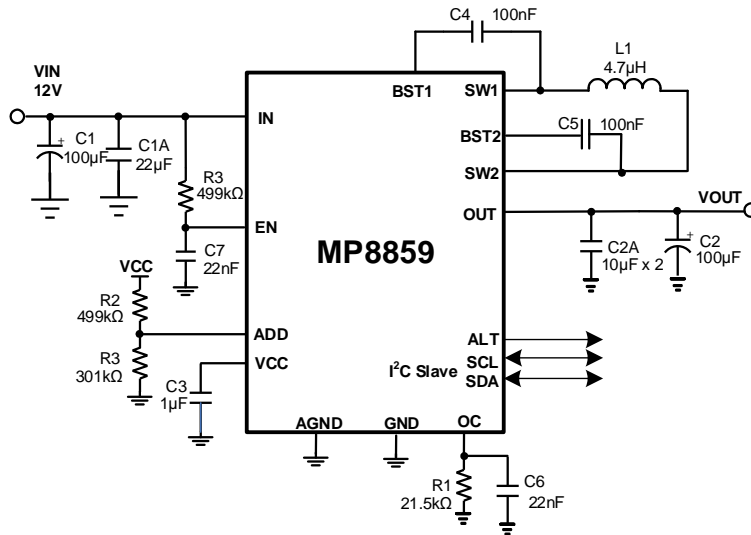 C4
100nF
VIN
12V
C1
100µF
+
C1A
22µF
R3
499kΩ
C7
22nF
VCC
R2
499kΩ
R3
301kΩ
C3
1µF
IN
EN
ADD
VCC
MP8859
BST1
SW1
BST2
SW2
OUT
ALT
SCL
I²C Slave
SDA
AGND
GND
OC
L1
4.7µH
C5
100nF
VOUT
C2A
10µF x 2
+
C2
100µF
R1
21.5kΩ
C6
22nF